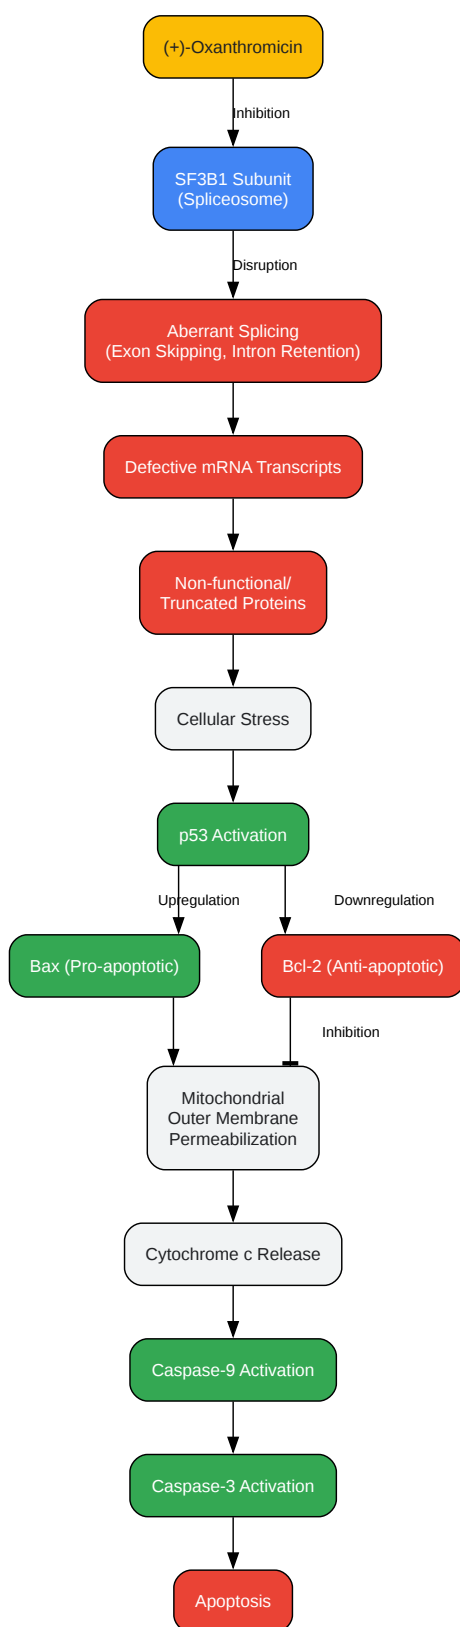 (+)-Oxanthromicin
Inhibition
SF3B1 Subunit
(Spliceosome)
Disruption
Aberrant Splicing
(Exon Skipping, Intron Retention)
Defective mRNA Transcripts
Non-functional/
Truncated Proteins
Cellular Stress
p53 Activation
Upregulation
Downregulation
Bax (Pro-apoptotic)
Bcl-2 (Anti-apoptotic)
Inhibition
Mitochondrial
Outer Membrane
Permeabilization
Cytochrome c Release
Caspase-9 Activation
Caspase-3 Activation
Apoptosis